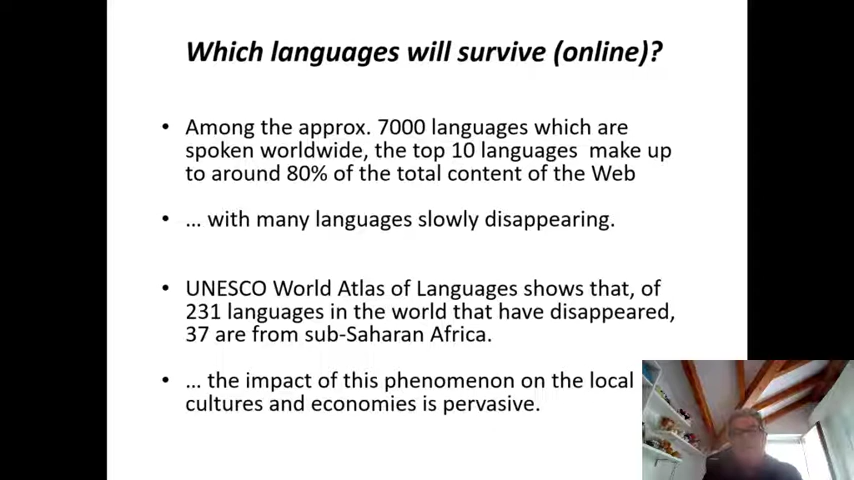 Which languages will survive (online)?
• Among the approx. 7000 languages which are
spoken worldwide, the top 10 languages make up
to around 80% of the total content of the Web
• … with many languages slowly disappearing.
• UNESCO World Atlas of Languages shows that, of
231 languages in the world that have disappeared,
37 are from sub-Saharan Africa.
• … the impact of this phenomenon on the local
cultures and economies is pervasive.